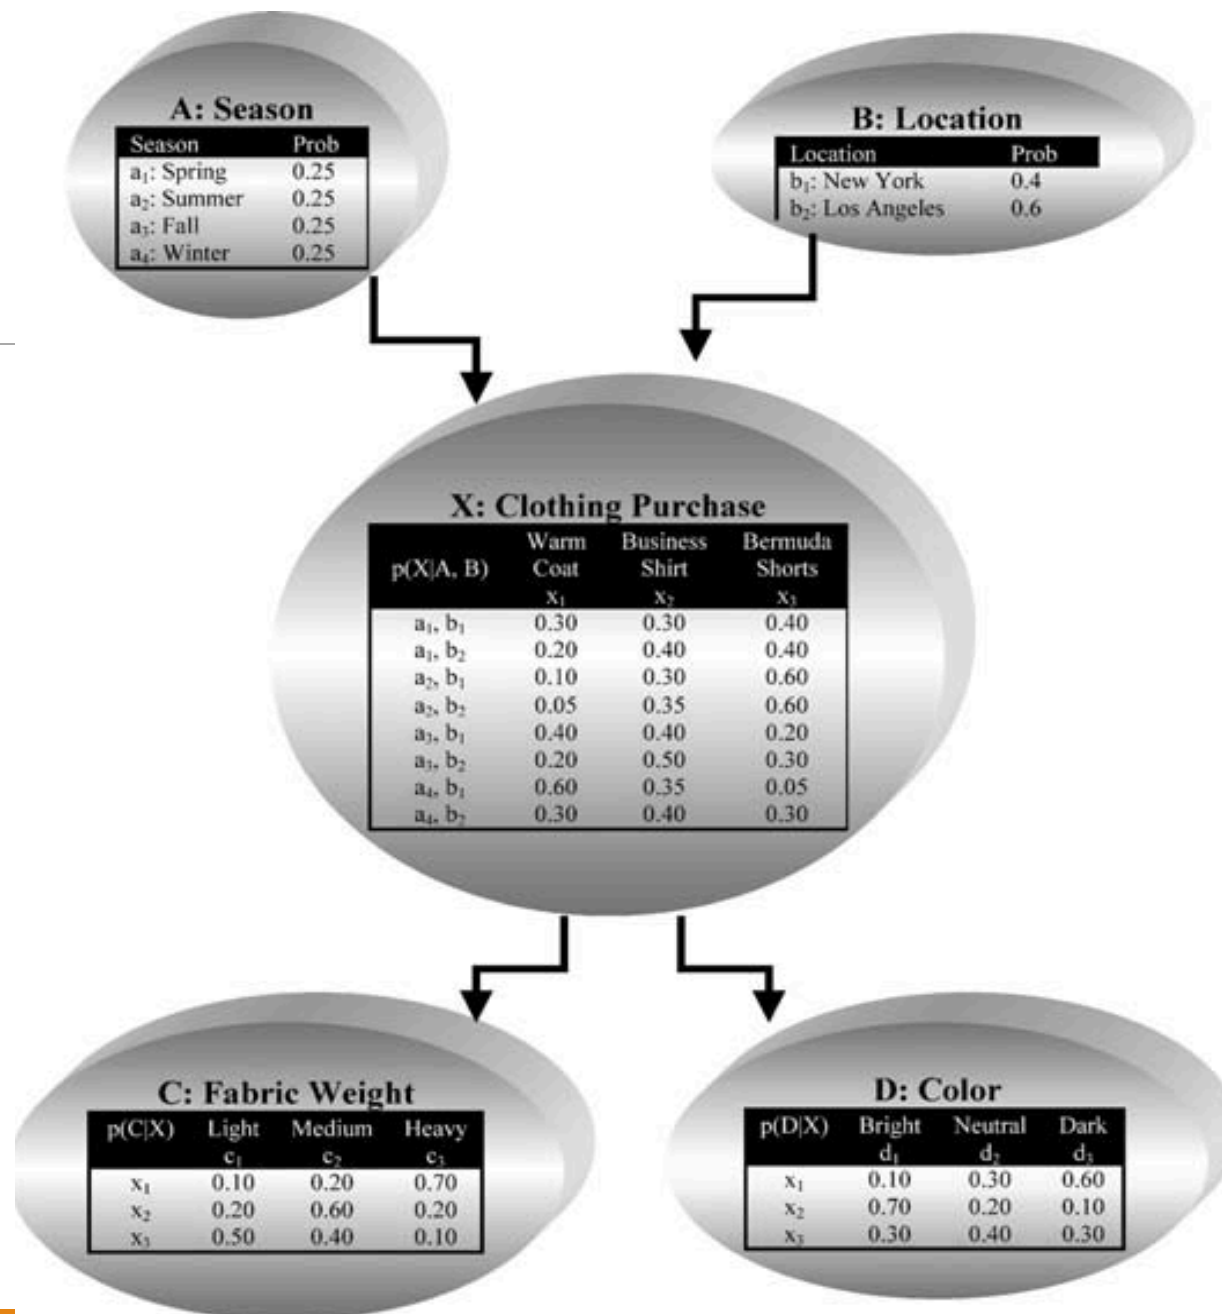 A: Season
Season Prob
a₁: Spring 0.25
a₂: Summer 0.25
a₃: Fall 0.25
a₄: Winter 0.25
B: Location
Location Prob
b₁: New York 0.4
b₂: Los Angeles 0.6
X: Clothing Purchase
Warm Business Bermuda
p(X|A, B) Coat Shirt Shorts
x₁ x₂ x₃
a₁, b₁ 0.30 0.30 0.40
a₁, b₂ 0.20 0.40 0.40
a₂, b₁ 0.10 0.30 0.60
a₂, b₂ 0.05 0.35 0.60
a₃, b₁ 0.40 0.40 0.20
a₃, b₂ 0.20 0.50 0.30
a₄, b₁ 0.60 0.35 0.05
a₄, b₂ 0.30 0.40 0.30
C: Fabric Weight
p(C|X) Light Medium Heavy
c₁ c₂ c₃
x₁ 0.10 0.20 0.70
x₂ 0.20 0.60 0.20
x₃ 0.50 0.40 0.10
D: Color
p(D|X) Bright Neutral Dark
d₁ d₂ d₃
x₁ 0.10 0.30 0.60
x₂ 0.70 0.20 0.10
x₃ 0.30 0.40 0.30